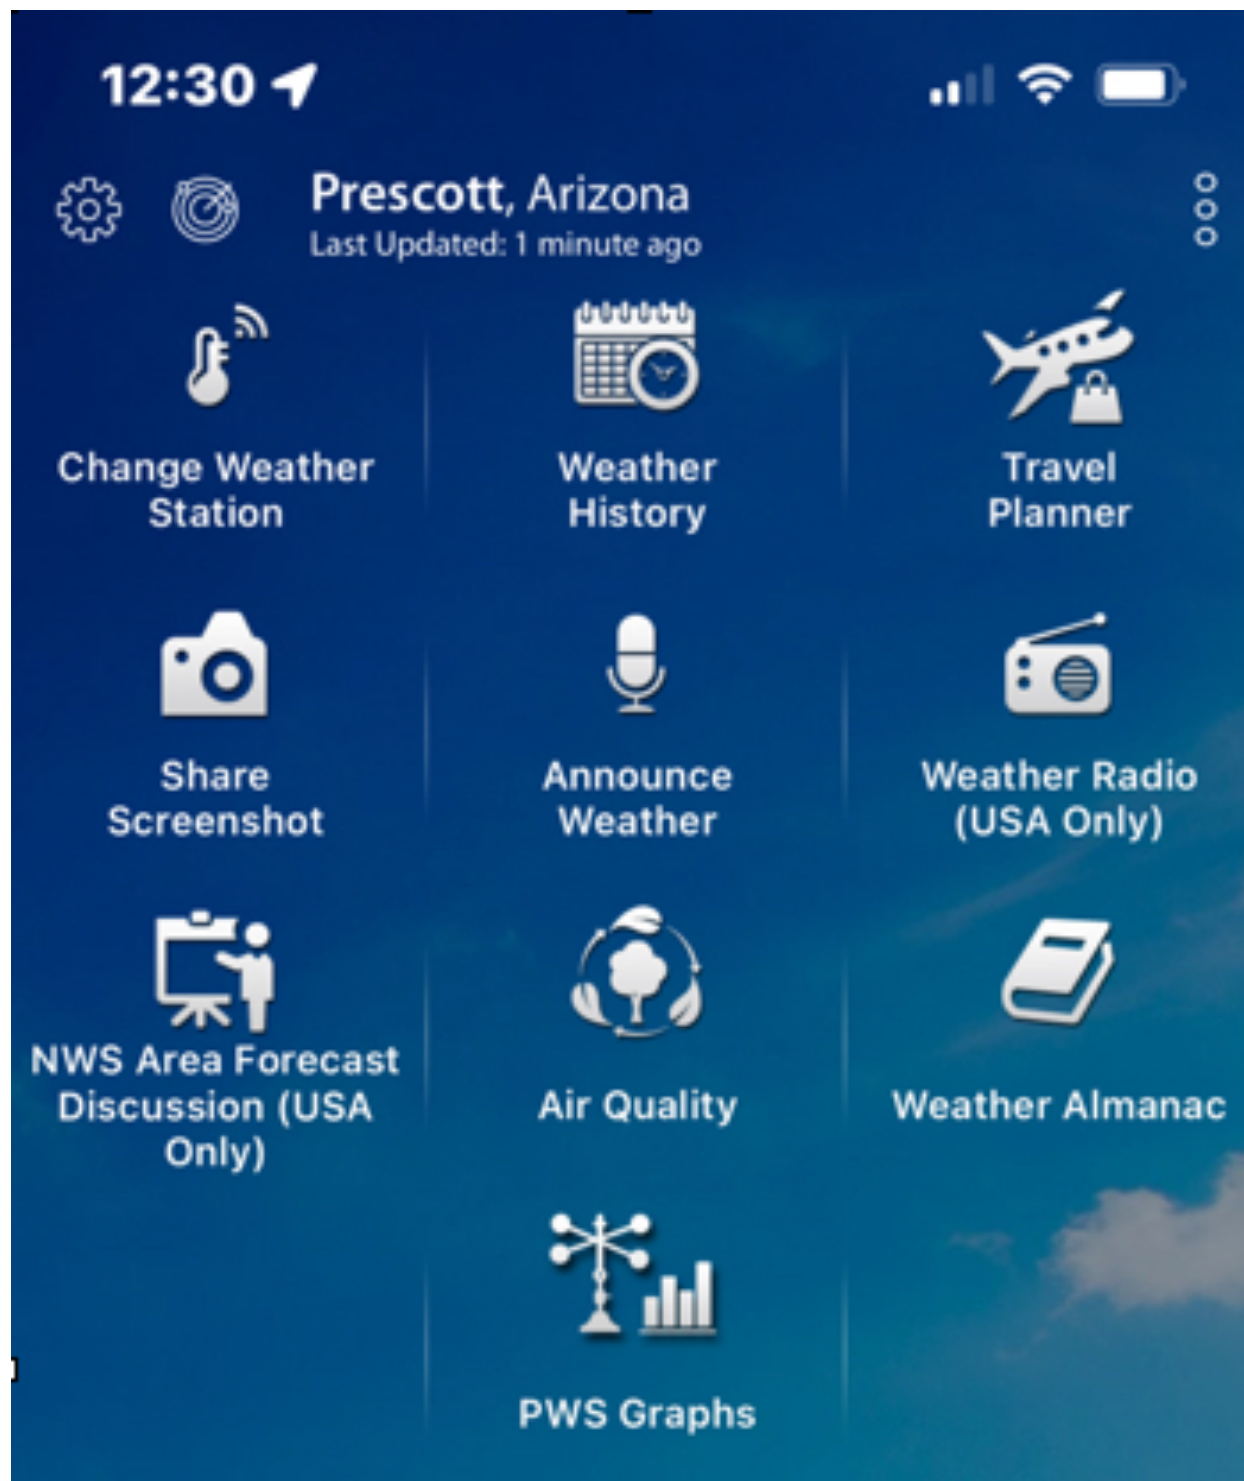 12:30
Prescott, Arizona
Last Updated: 1 minute ago
Change Weather
Station
Weather
History
Travel
Planner
Share
Screenshot
Announce
Weather
Weather Radio
(USA Only)
NWS Area Forecast
Discussion (USA
Only)
Air Quality
Weather Almanac
PWS Graphs